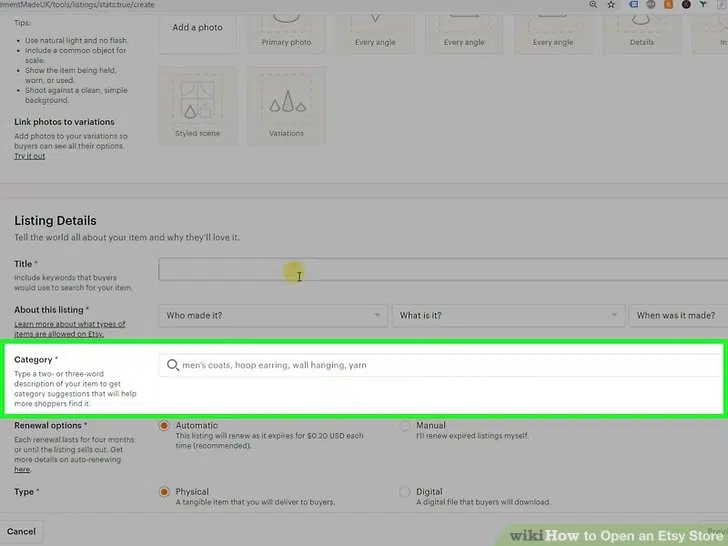 ementMadeUK/tools/listings/stats:true/create
Tips:
• Use natural light and no flash.
• Include a common object for
scale.
• Show the item being held,
worn, or used.
• Shoot against a clean, simple
background.
Link photos to variations
Add photos to your variations so
buyers can see all their options.
Try it out
Add a photo
Primary photo
Every angle
Every angle
Every angle
Details
In
Styled scene
Variations
Listing Details
Tell the world all about your item and why they'll love it.
Title *
Include keywords that buyers
would use to search for your item.
About this listing *
Learn more about what types of
items are allowed on Etsy.
Who made it?
What is it?
When was it made?
Category *
Type a two- or three-word
description of your item to get
category suggestions that will help
more shoppers find it.
men's coats, hoop earring, wall hanging, yarn
Renewal options *
Each renewal lasts for four months
or until the listing sells out. Get
more details on auto-renewing
here.
Automatic
This listing will renew as it expires for $0.20 USD each
time (recommended).
Manual
I'll renew expired listings myself.
Type *
Physical
A tangible item that you will deliver to buyers.
Digital
A digital file that buyers will download.
Cancel
wikiHow to Open an Etsy Store